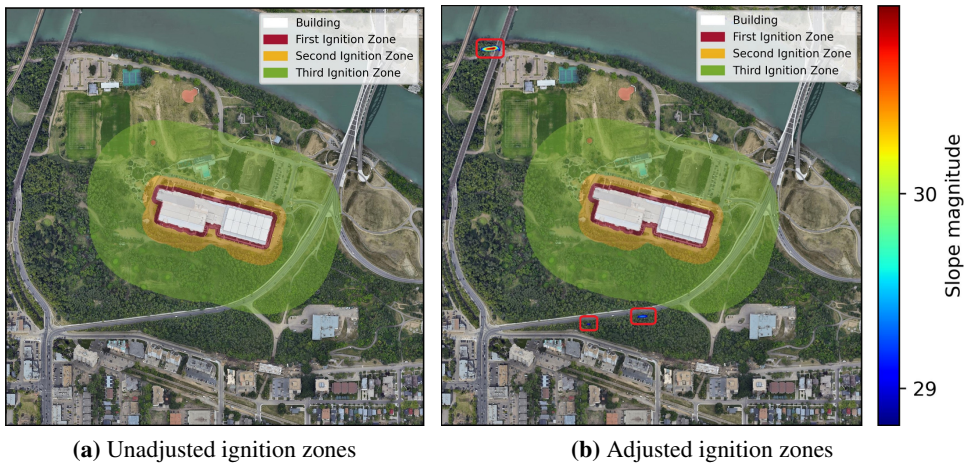 Building
First Ignition Zone
Second Ignition Zone
Third Ignition Zone
Building
First Ignition Zone
Second Ignition Zone
Third Ignition Zone
30
29
Slope magnitude
(a) Unadjusted ignition zones
(b) Adjusted ignition zones